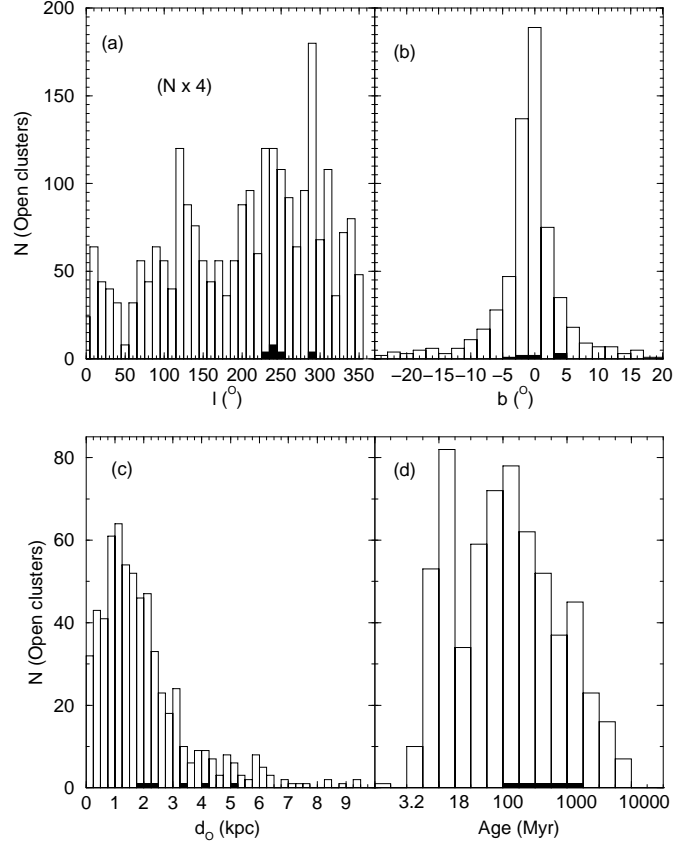 200
150
100
50
0
N (Open clusters)
(a)
(N x 4)
(b)
0 50 100 150 200 250 300 350
−20 −15 −10 −5 0 5 10 15 20
l (O)
b (O)
80
60
40
20
0
N (Open clusters)
(c)
(d)
0 1 2 3 4 5 6 7 8 9
3.2 18 100 1000 10000
dO (kpc)
Age (Myr)